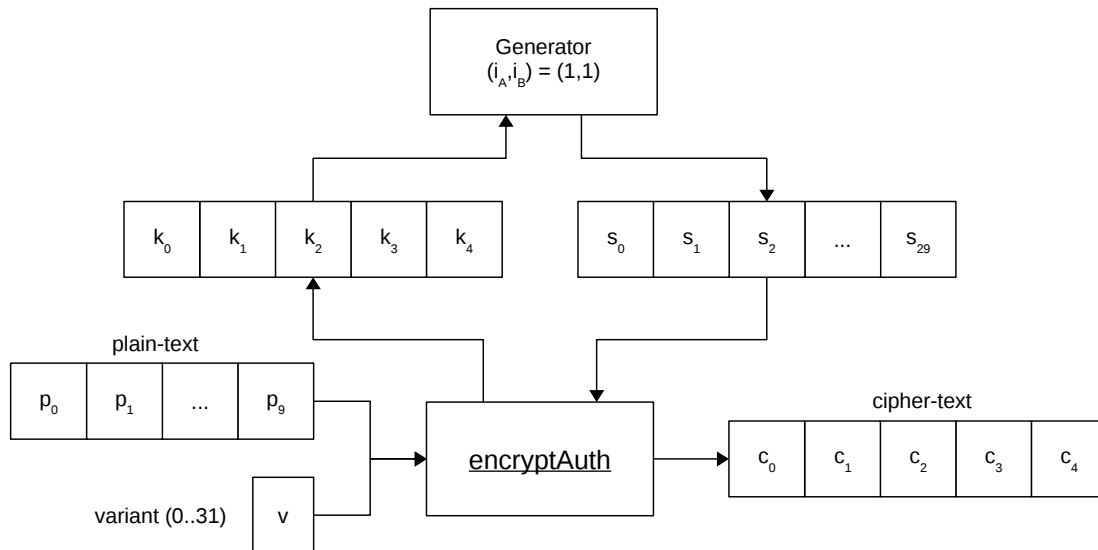 Generator
(i_A,i_B) = (1,1)
k_0 k_1 k_2 k_3 k_4
s_0 s_1 s_2 ... s_29
plain-text
p_0 p_1 ... p_9
encryptAuth
cipher-text
c_0 c_1 c_2 c_3 c_4
variant (0..31) v